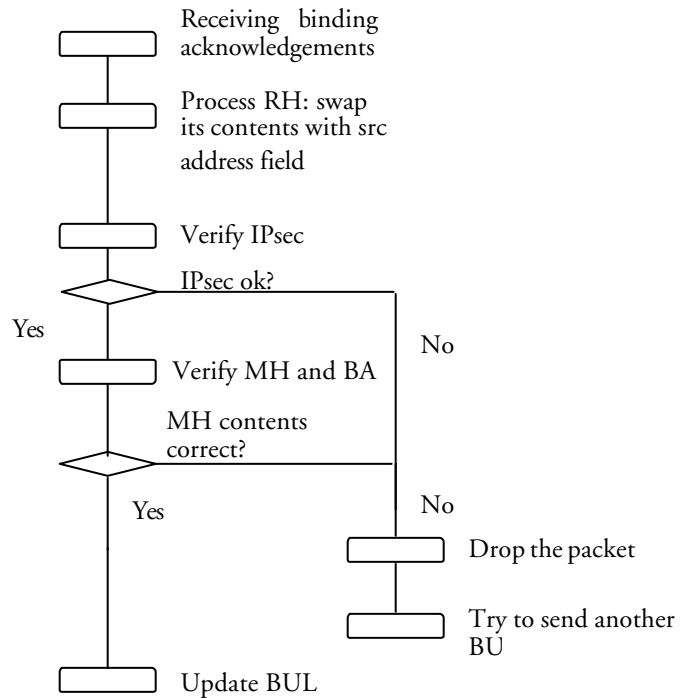 Receiving binding
acknowledgements
Process RH: swap
its contents with src
address field
Verify IPsec
IPsec ok?
Yes
No
Verify MH and BA
MH contents
correct?
Yes
No
Drop the packet
Try to send another
BU
Update BUL